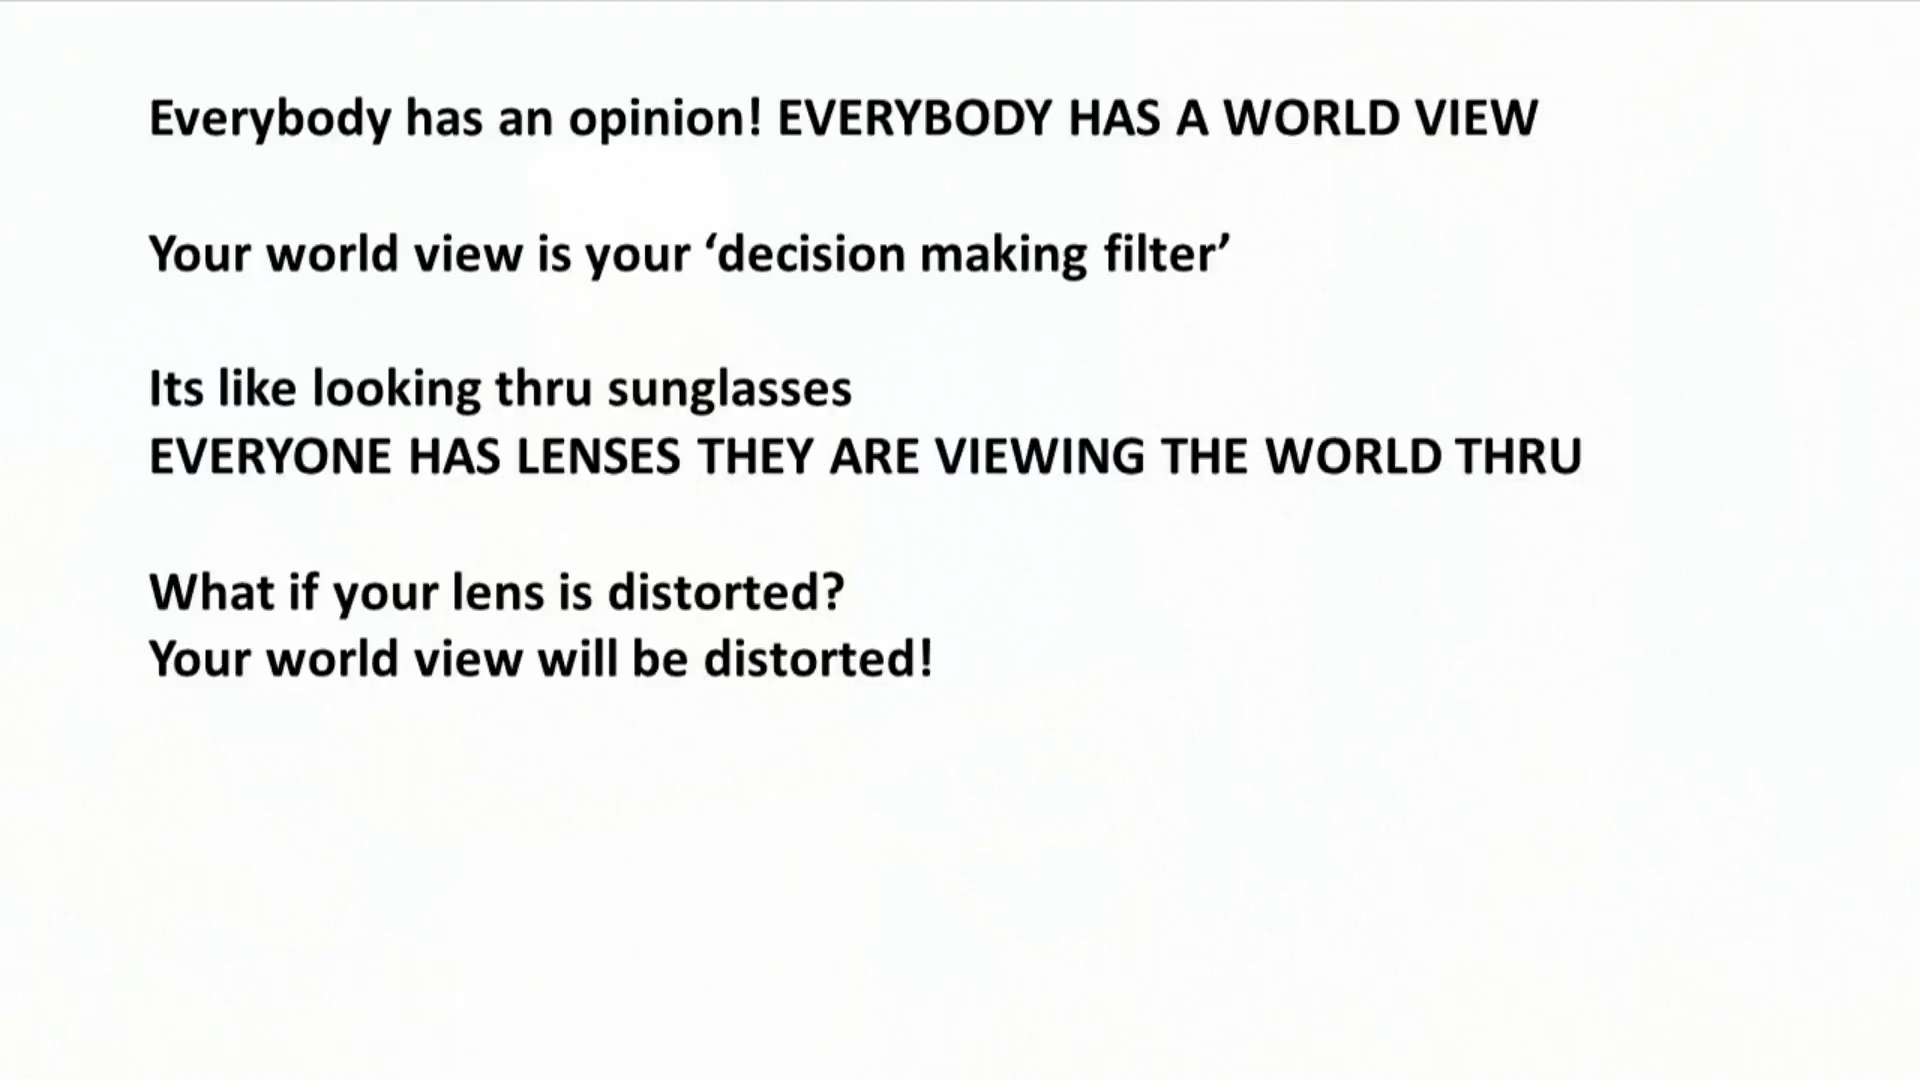 Everybody has an opinion! EVERYBODY HAS A WORLD VIEW
Your world view is your ‘decision making filter’
Its like looking thru sunglasses
EVERYONE HAS LENSES THEY ARE VIEWING THE WORLD THRU
What if your lens is distorted?
Your world view will be distorted!